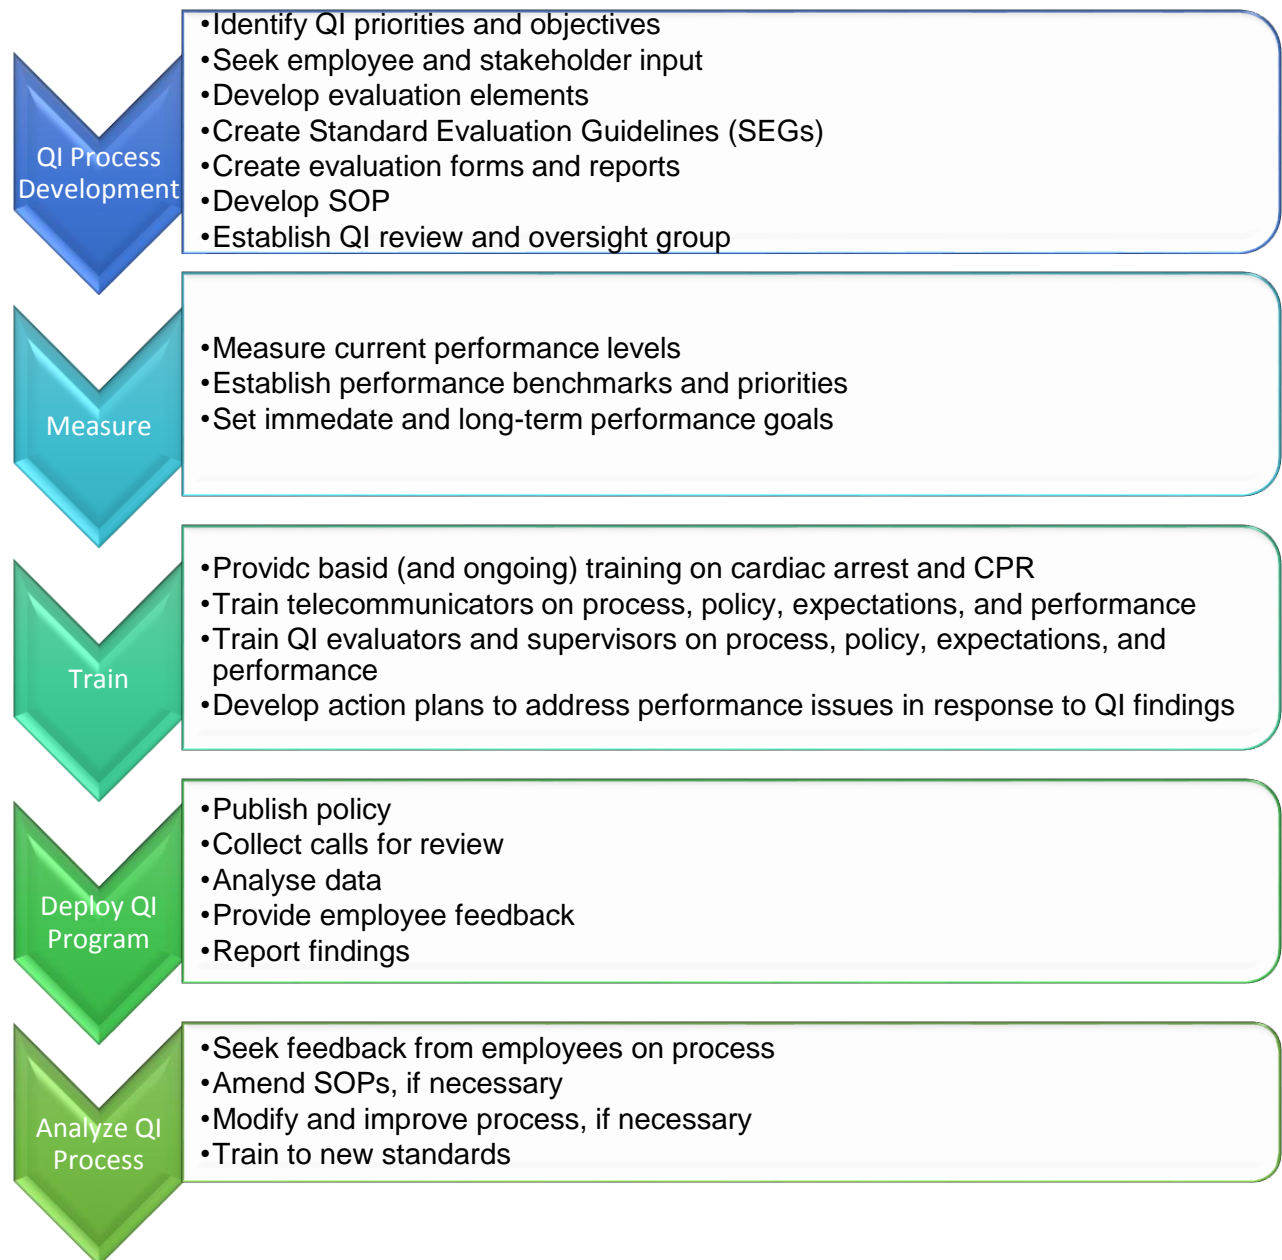 QI Process
Development
•Identify QI priorities and objectives
•Seek employee and stakeholder input
•Develop evaluation elements
•Create Standard Evaluation Guidelines (SEGs)
•Create evaluation forms and reports
•Develop SOP
•Establish QI review and oversight group
Measure
•Measure current performance levels
•Establish performance benchmarks and priorities
•Set immedate and long-term performance goals
Train
•Providc basid (and ongoing) training on cardiac arrest and CPR
•Train telecommunicators on process, policy, expectations, and performance
•Train QI evaluators and supervisors on process, policy, expectations, and
performance
•Develop action plans to address performance issues in response to QI findings
Deploy QI
Program
•Publish policy
•Collect calls for review
•Analyse data
•Provide employee feedback
•Report findings
Analyze QI
Process
•Seek feedback from employees on process
•Amend SOPs, if necessary
•Modify and improve process, if necessary
•Train to new standards